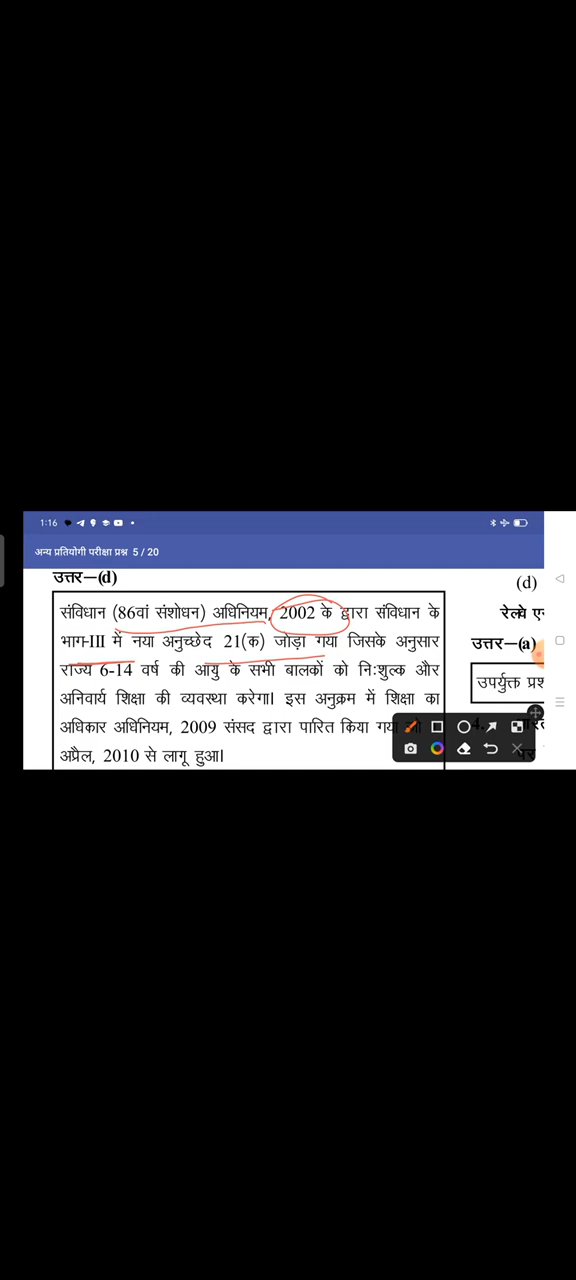 1:16
अन्य प्रतियोगी परीक्षा प्रश्न 5 / 20
उत्तर–(d)
संविधान (86वां संशोधन) अधिनियम, 2002 के द्वारा संविधान के
भाग-III में नया अनुच्छेद 21(क) जोड़ा गया जिसके अनुसार
राज्य 6-14 वर्ष की आयु के सभी बालकों को निःशुल्क और
अनिवार्य शिक्षा की व्यवस्था करेगा। इस अनुक्रम में शिक्षा का
अधिकार अधिनियम, 2009 संसद द्वारा पारित किया गया
अप्रैल, 2010 से लागू हुआ।
(d)
रेलवे
उत्तर–(a)
उपर्युक्त